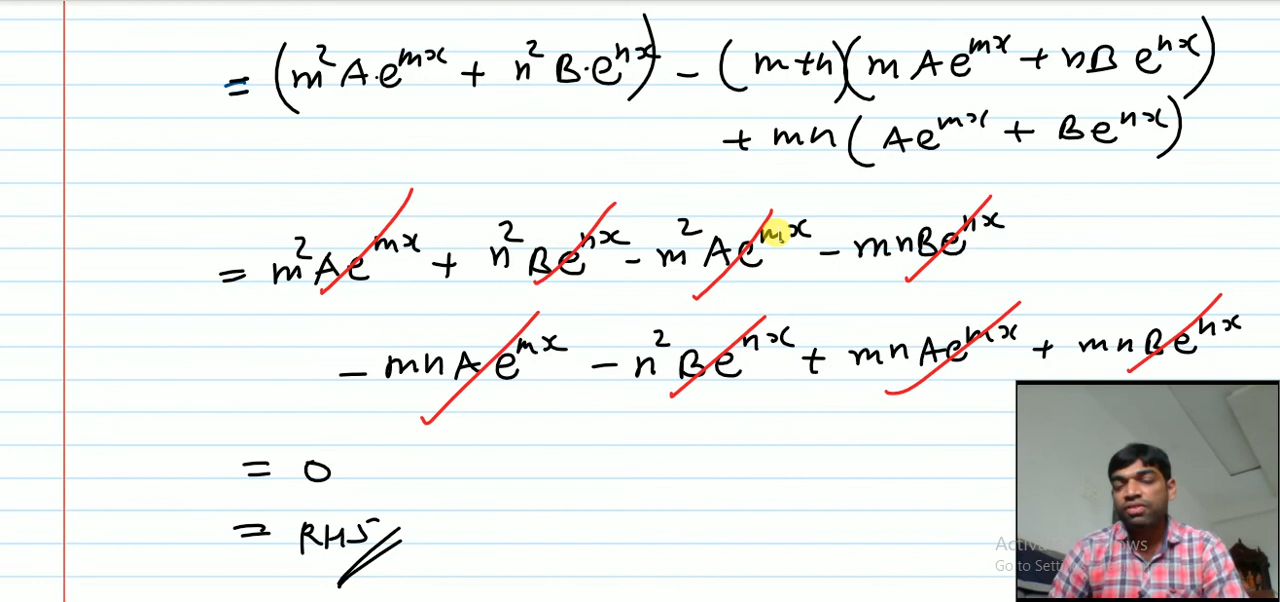 = (m²A·e^{mx} + n²B·e^{nx}) − (m+n)(mAe^{mx} + nBe^{nx})
+ mn(Ae^{mx} + Be^{nx})
= m²Ae^{mx} + n²Be^{nx} − m²Ae^{mx} − mnBe^{nx}
− mnAe^{mx} − n²Be^{nx} + mnAe^{mx} + mnBe^{nx}
= 0
= RHS